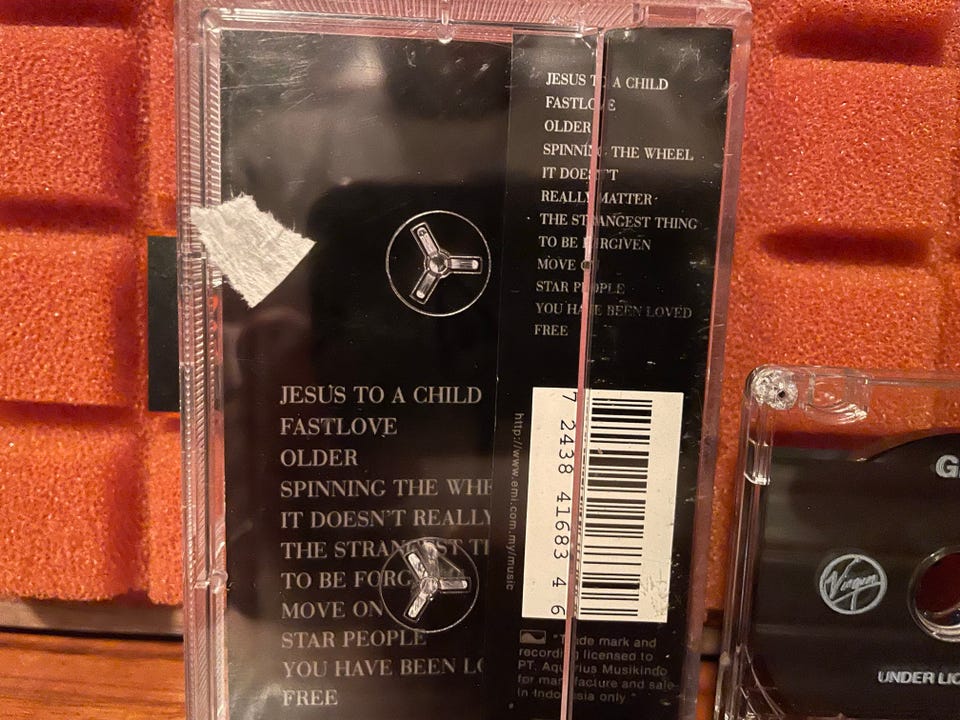 JESUS TO A CHILD
FASTLOVE
OLDER
SPINNING THE WHEEL
IT DOESN'T
REALLY MATTER
THE STRANGEST THING
TO BE FORGIVEN
MOVE ON
STAR PEOPLE
YOU HAVE BEEN LOVED
FREE
JESUS TO A CHILD
FASTLOVE
OLDER
SPINNING THE WHE
IT DOESN'T REALLY
THE STRANGEST TH
TO BE FORG
MOVE ON
STAR PEOPLE
YOU HAVE BEEN LO
FREE
http://www.emi.com.my/music
7 2438 41683 4 6
"Trade mark and
recording licensed to
PT. Aquarius Musikindo
for manufacture and sale
in Indonesia only"
G
Virgin
UNDER LIC